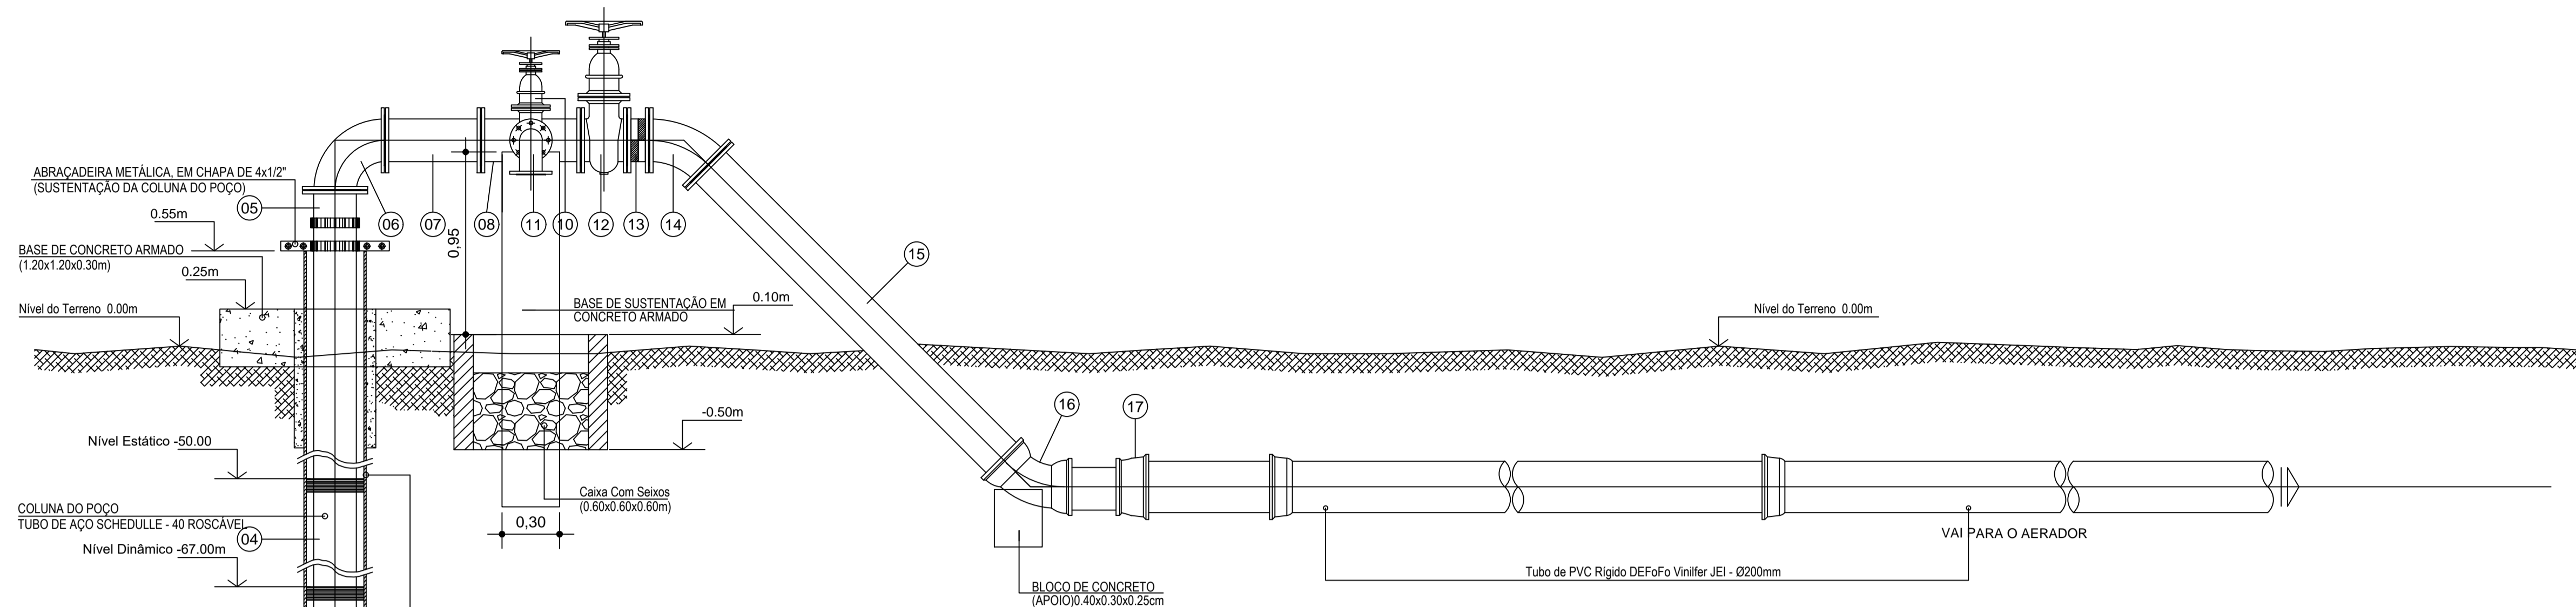 ABRAÇADEIRA METÁLICA, EM CHAPA DE 4x1/2"
(SUSTENTAÇÃO DA COLUNA DO POÇO)
05
0.55m
BASE DE CONCRETO ARMADO
(1.20x1.20x0.30m)
0.25m
Nível do Terreno 0.00m
Nível Estático -50.00
COLUNA DO POÇO
TUBO DE AÇO SCHEDULLE - 40 ROSCÁVEL
04
Nível Dinâmico -67.00m
06
07
08
11
10
12
13
14
0,95
BASE DE SUSTENTAÇÃO EM
CONCRETO ARMADO
0.10m
-0.50m
Caixa Com Seixos
(0.60x0.60x0.60m)
0,30
15
16
17
BLOCO DE CONCRETO
(APOIO)0.40x0.30x0.25cm
Nível do Terreno 0.00m
VAI PARA O AERADOR
Tubo de PVC Rígido DEFoFo Vinilfer JEI - Ø200mm